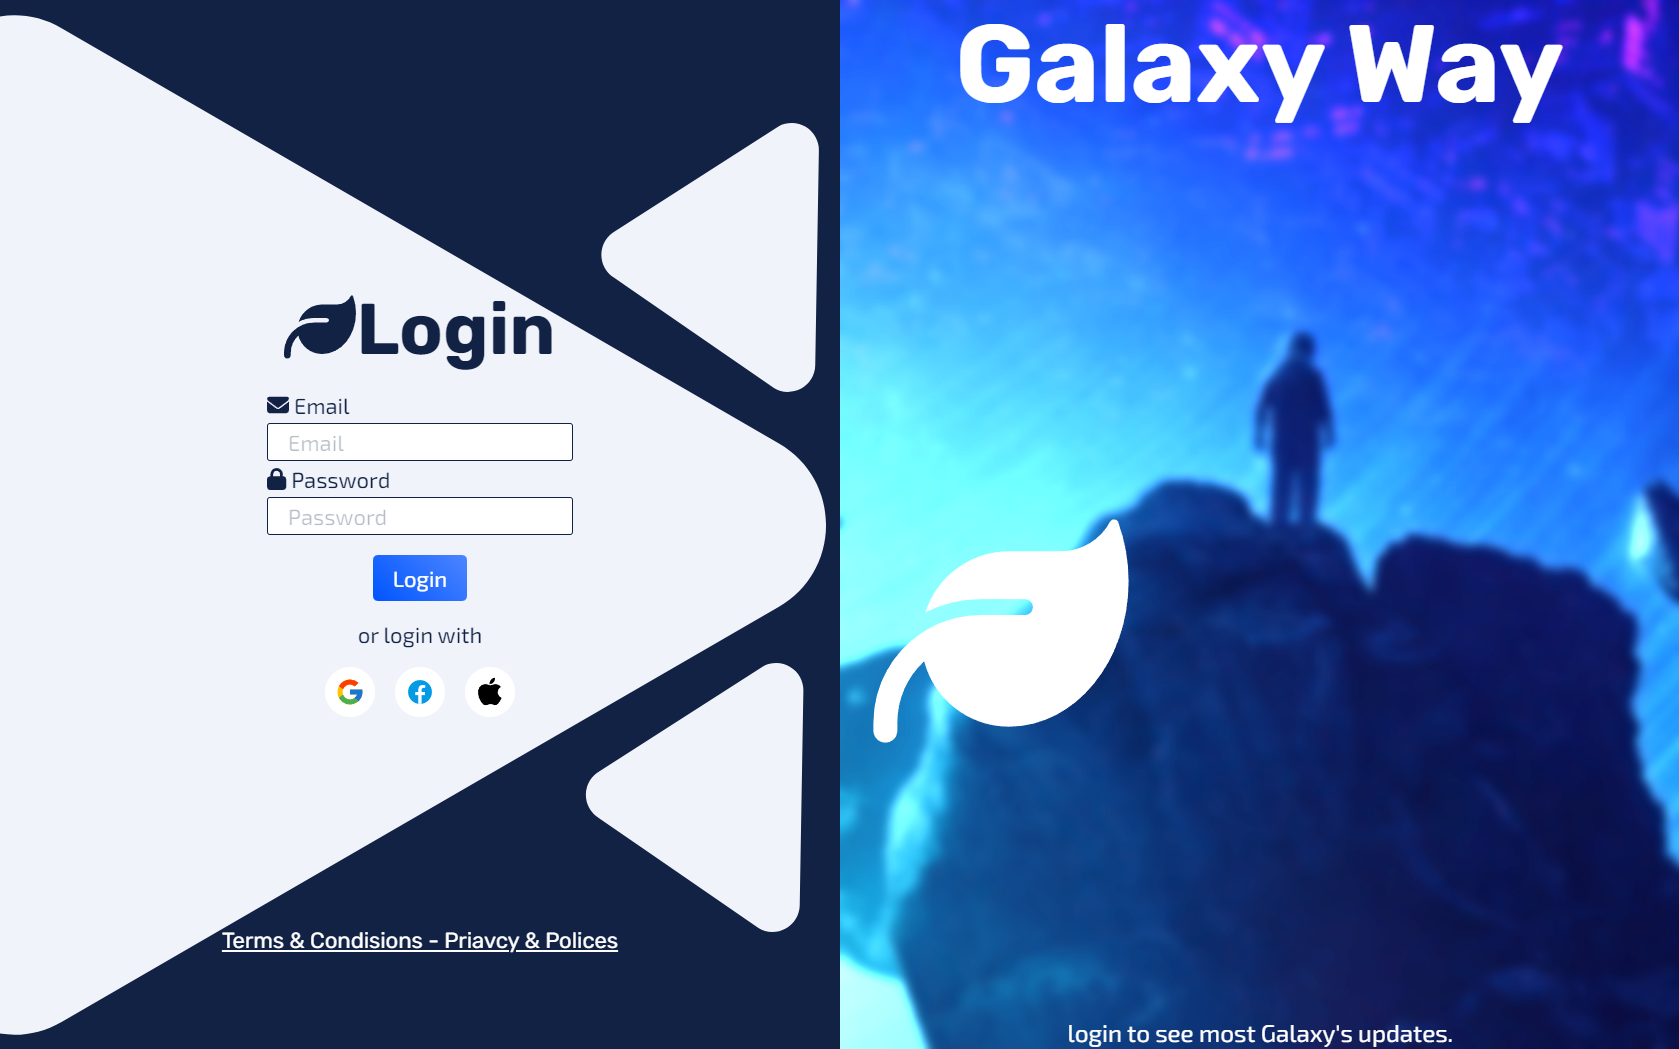 Galaxy Way
Login
Email
Email
Password
Password
Login
or login with
Terms & Condisions - Priavcy & Polices
login to see most Galaxy's updates.